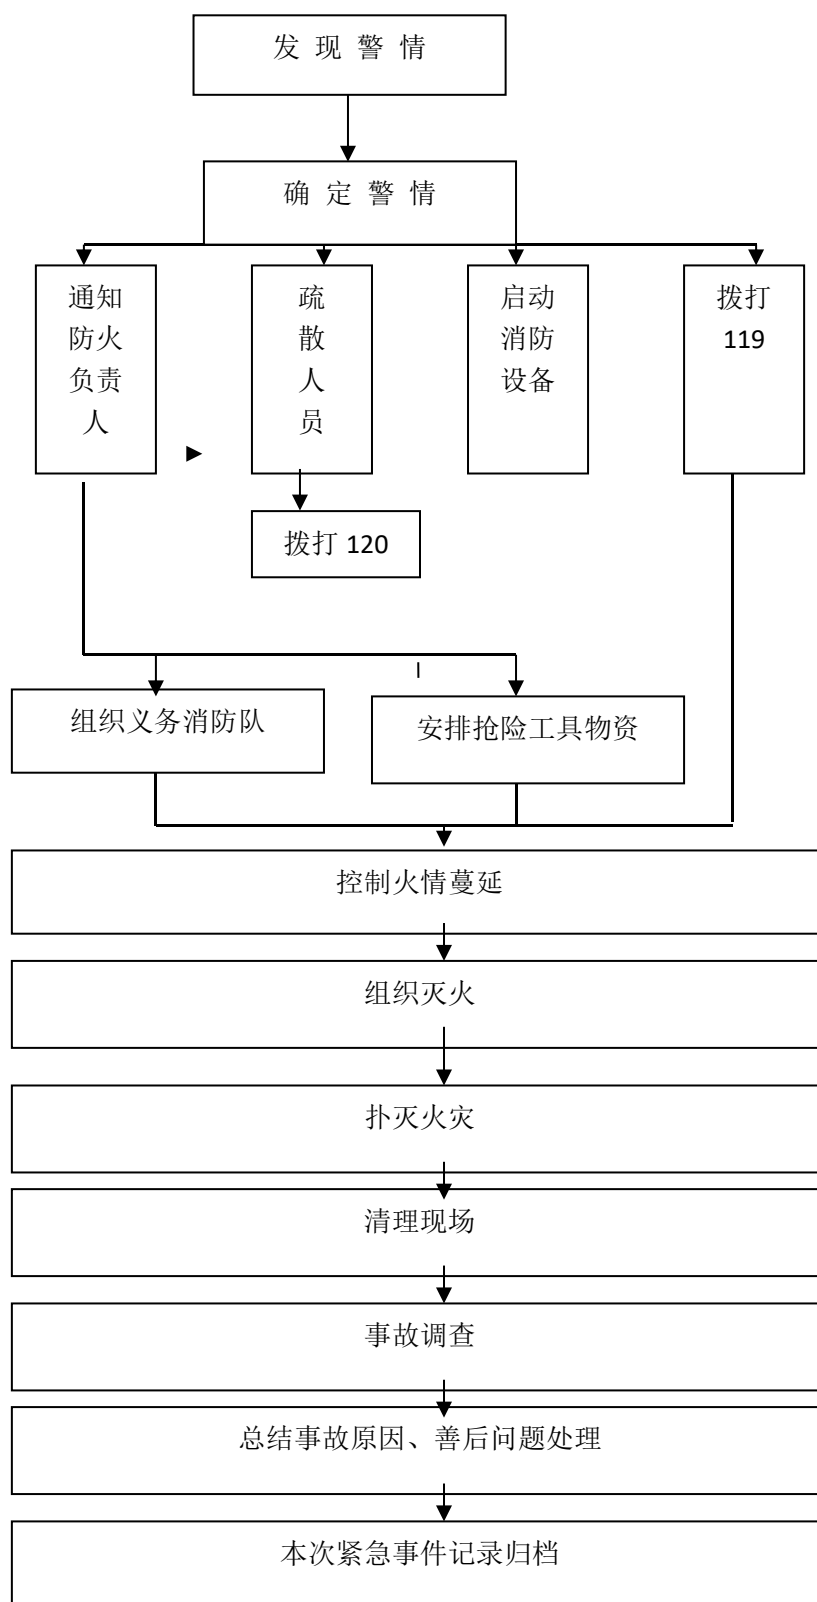 发 现 警 情
确 定 警 情
通知
防火
负责
人
疏
散
人
员
启动
消防
设备
拨打
119
拨打 120
组织义务消防队
安排抢险工具物资
控制火情蔓延
组织灭火
扑灭火灾
清理现场
事故调查
总结事故原因、善后问题处理
本次紧急事件记录归档